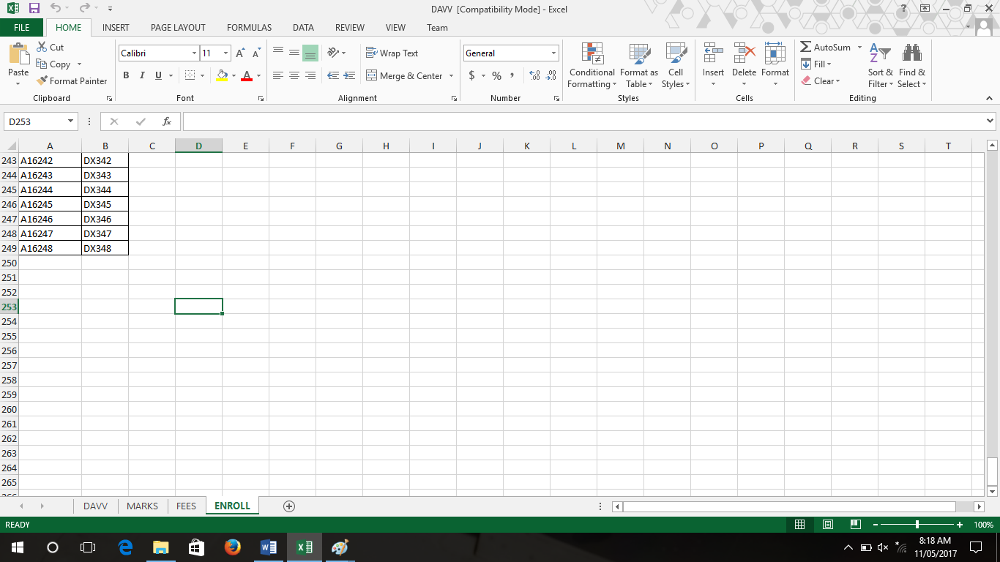 DAVV [Compatibility Mode] - Excel
FILE HOME INSERT PAGE LAYOUT FORMULAS DATA REVIEW VIEW Team
Paste
Cut
Copy
Format Painter
Clipboard
Calibri 11
B I U
Font
Wrap Text
Merge & Center
Alignment
General
$ % ,
Number
Conditional Formatting
Format as Table
Cell Styles
Styles
Insert
Delete
Format
Cells
AutoSum
Fill
Clear
Sort & Filter
Find & Select
Editing
D253 fx
A B C D E F G H I J K L M N O P Q R S T
243 A16242 DX342
244 A16243 DX343
245 A16244 DX344
246 A16245 DX345
247 A16246 DX346
248 A16247 DX347
249 A16248 DX348
250
251
252
253
254
255
256
257
258
259
260
261
262
263
264
265
266
DAVV MARKS FEES ENROLL
READY
100%
8:18 AM
11/05/2017